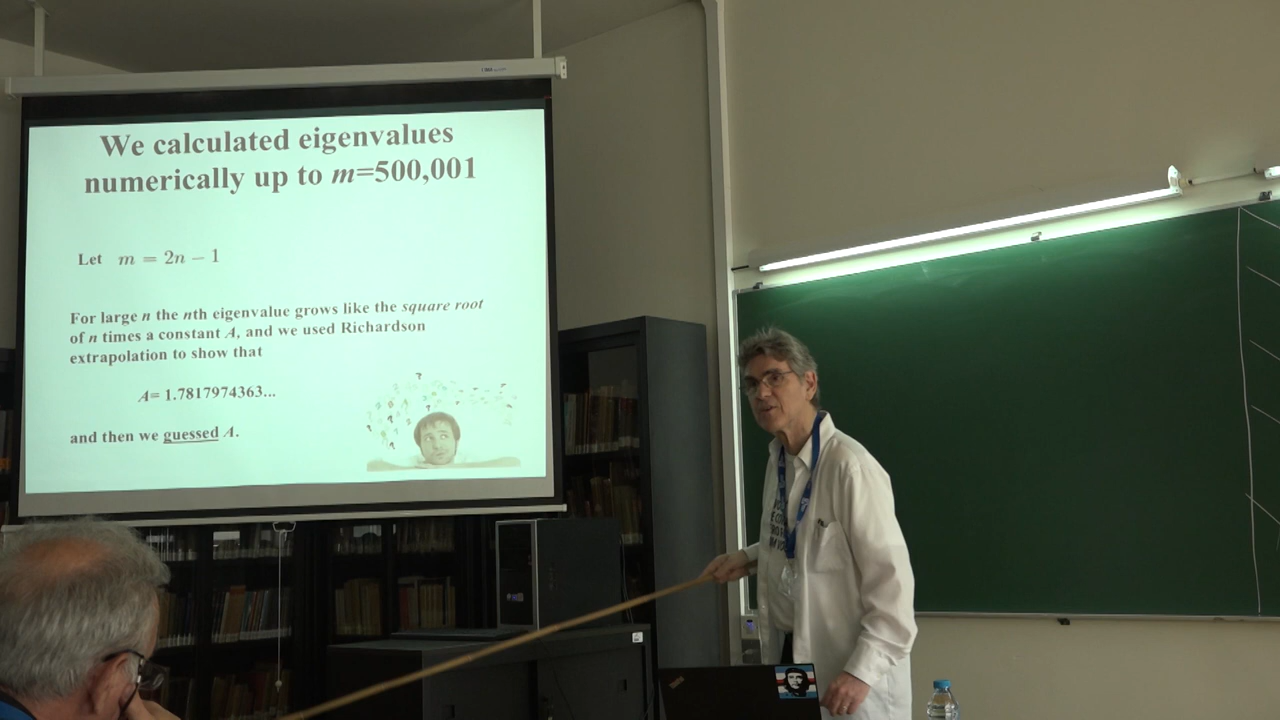 We calculated eigenvalues
numerically up to m=500,001
Let m = 2n − 1
For large n the nth eigenvalue grows like the square root
of n times a constant A, and we used Richardson
extrapolation to show that
A= 1.7817974363...
and then we guessed A.